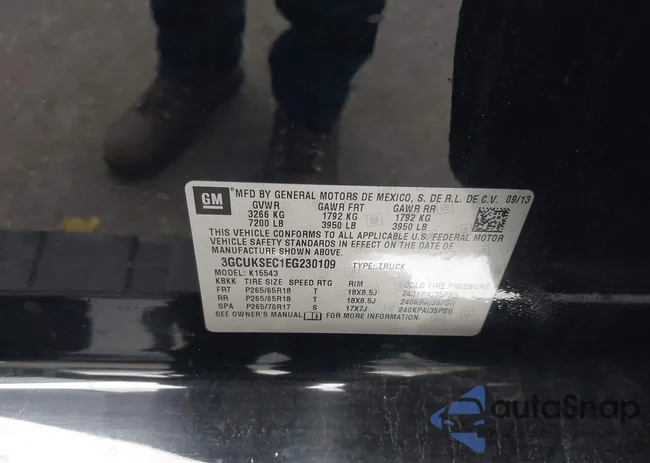 GM MFD BY GENERAL MOTORS DE MEXICO, S. DE R.L. DE C.V. 09/13
GVWR GAWR FRT GAWR RR
3266 KG 1792 KG 1792 KG
7200 LB 3950 LB 3950 LB
THIS VEHICLE CONFORMS TO ALL APPLICABLE U.S. FEDERAL MOTOR
VEHICLE SAFETY STANDARDS IN EFFECT ON THE DATE OF
MANUFACTURE SHOWN ABOVE.
3GCUKSEC1EG230109 TYPE: TRUCK
MODEL: K15543
KBKK TIRE SIZE SPEED RTG RIM COLD TIRE PRESSURE
FRT P265/65R18 T 18X8.5J 240KPA(35PSI)
RR P265/65R18 T 18X8.5J 240KPA(35PSI)
SPA P265/70R17 S 17X7J 240KPA(35PSI)
SEE OWNER'S MANUAL FOR MORE INFORMATION.
autoSnap